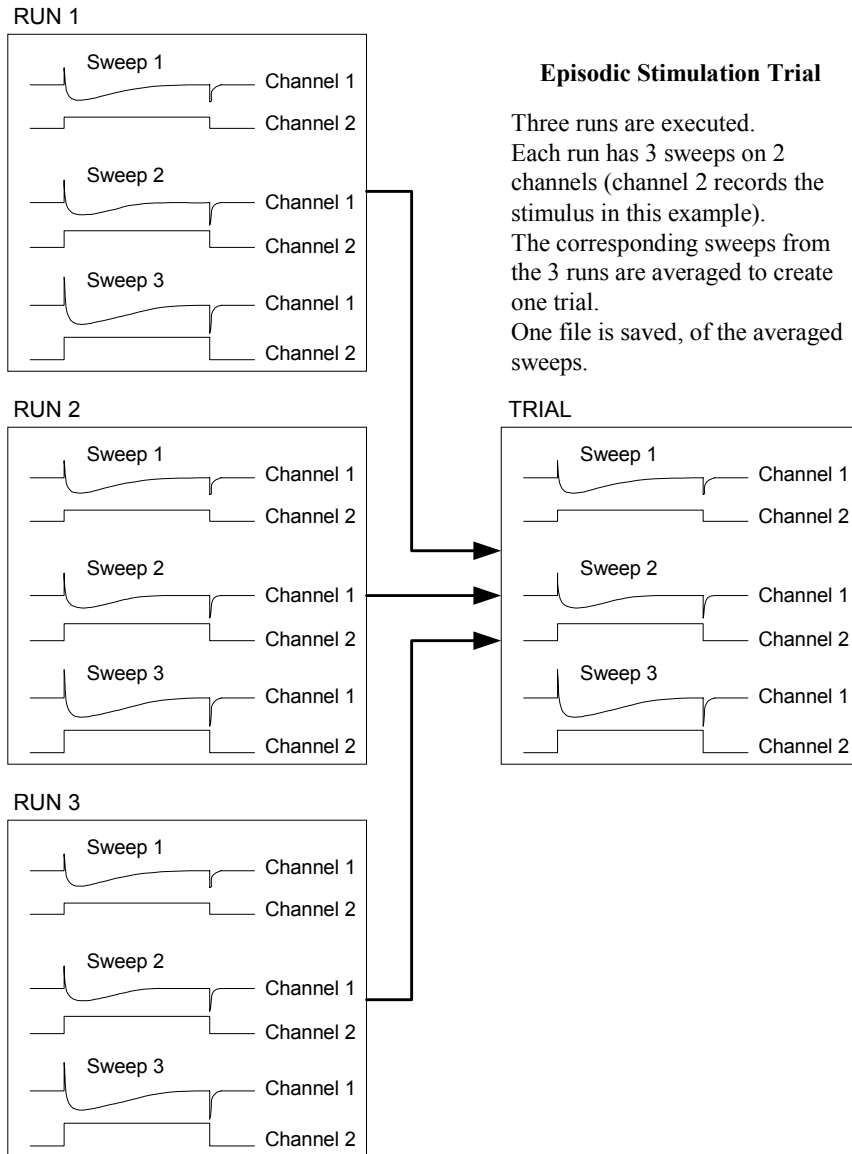 RUN 1
Sweep 1
Channel 1
Channel 2
Sweep 2
Channel 1
Channel 2
Sweep 3
Channel 1
Channel 2
Episodic Stimulation Trial
Three runs are executed.
Each run has 3 sweeps on 2
channels (channel 2 records the
stimulus in this example).
The corresponding sweeps from
the 3 runs are averaged to create
one trial.
One file is saved, of the averaged
sweeps.
RUN 2
Sweep 1
Channel 1
Channel 2
Sweep 2
Channel 1
Channel 2
Sweep 3
Channel 1
Channel 2
TRIAL
Sweep 1
Channel 1
Channel 2
Sweep 2
Channel 1
Channel 2
Sweep 3
Channel 1
Channel 2
RUN 3
Sweep 1
Channel 1
Channel 2
Sweep 2
Channel 1
Channel 2
Sweep 3
Channel 1
Channel 2